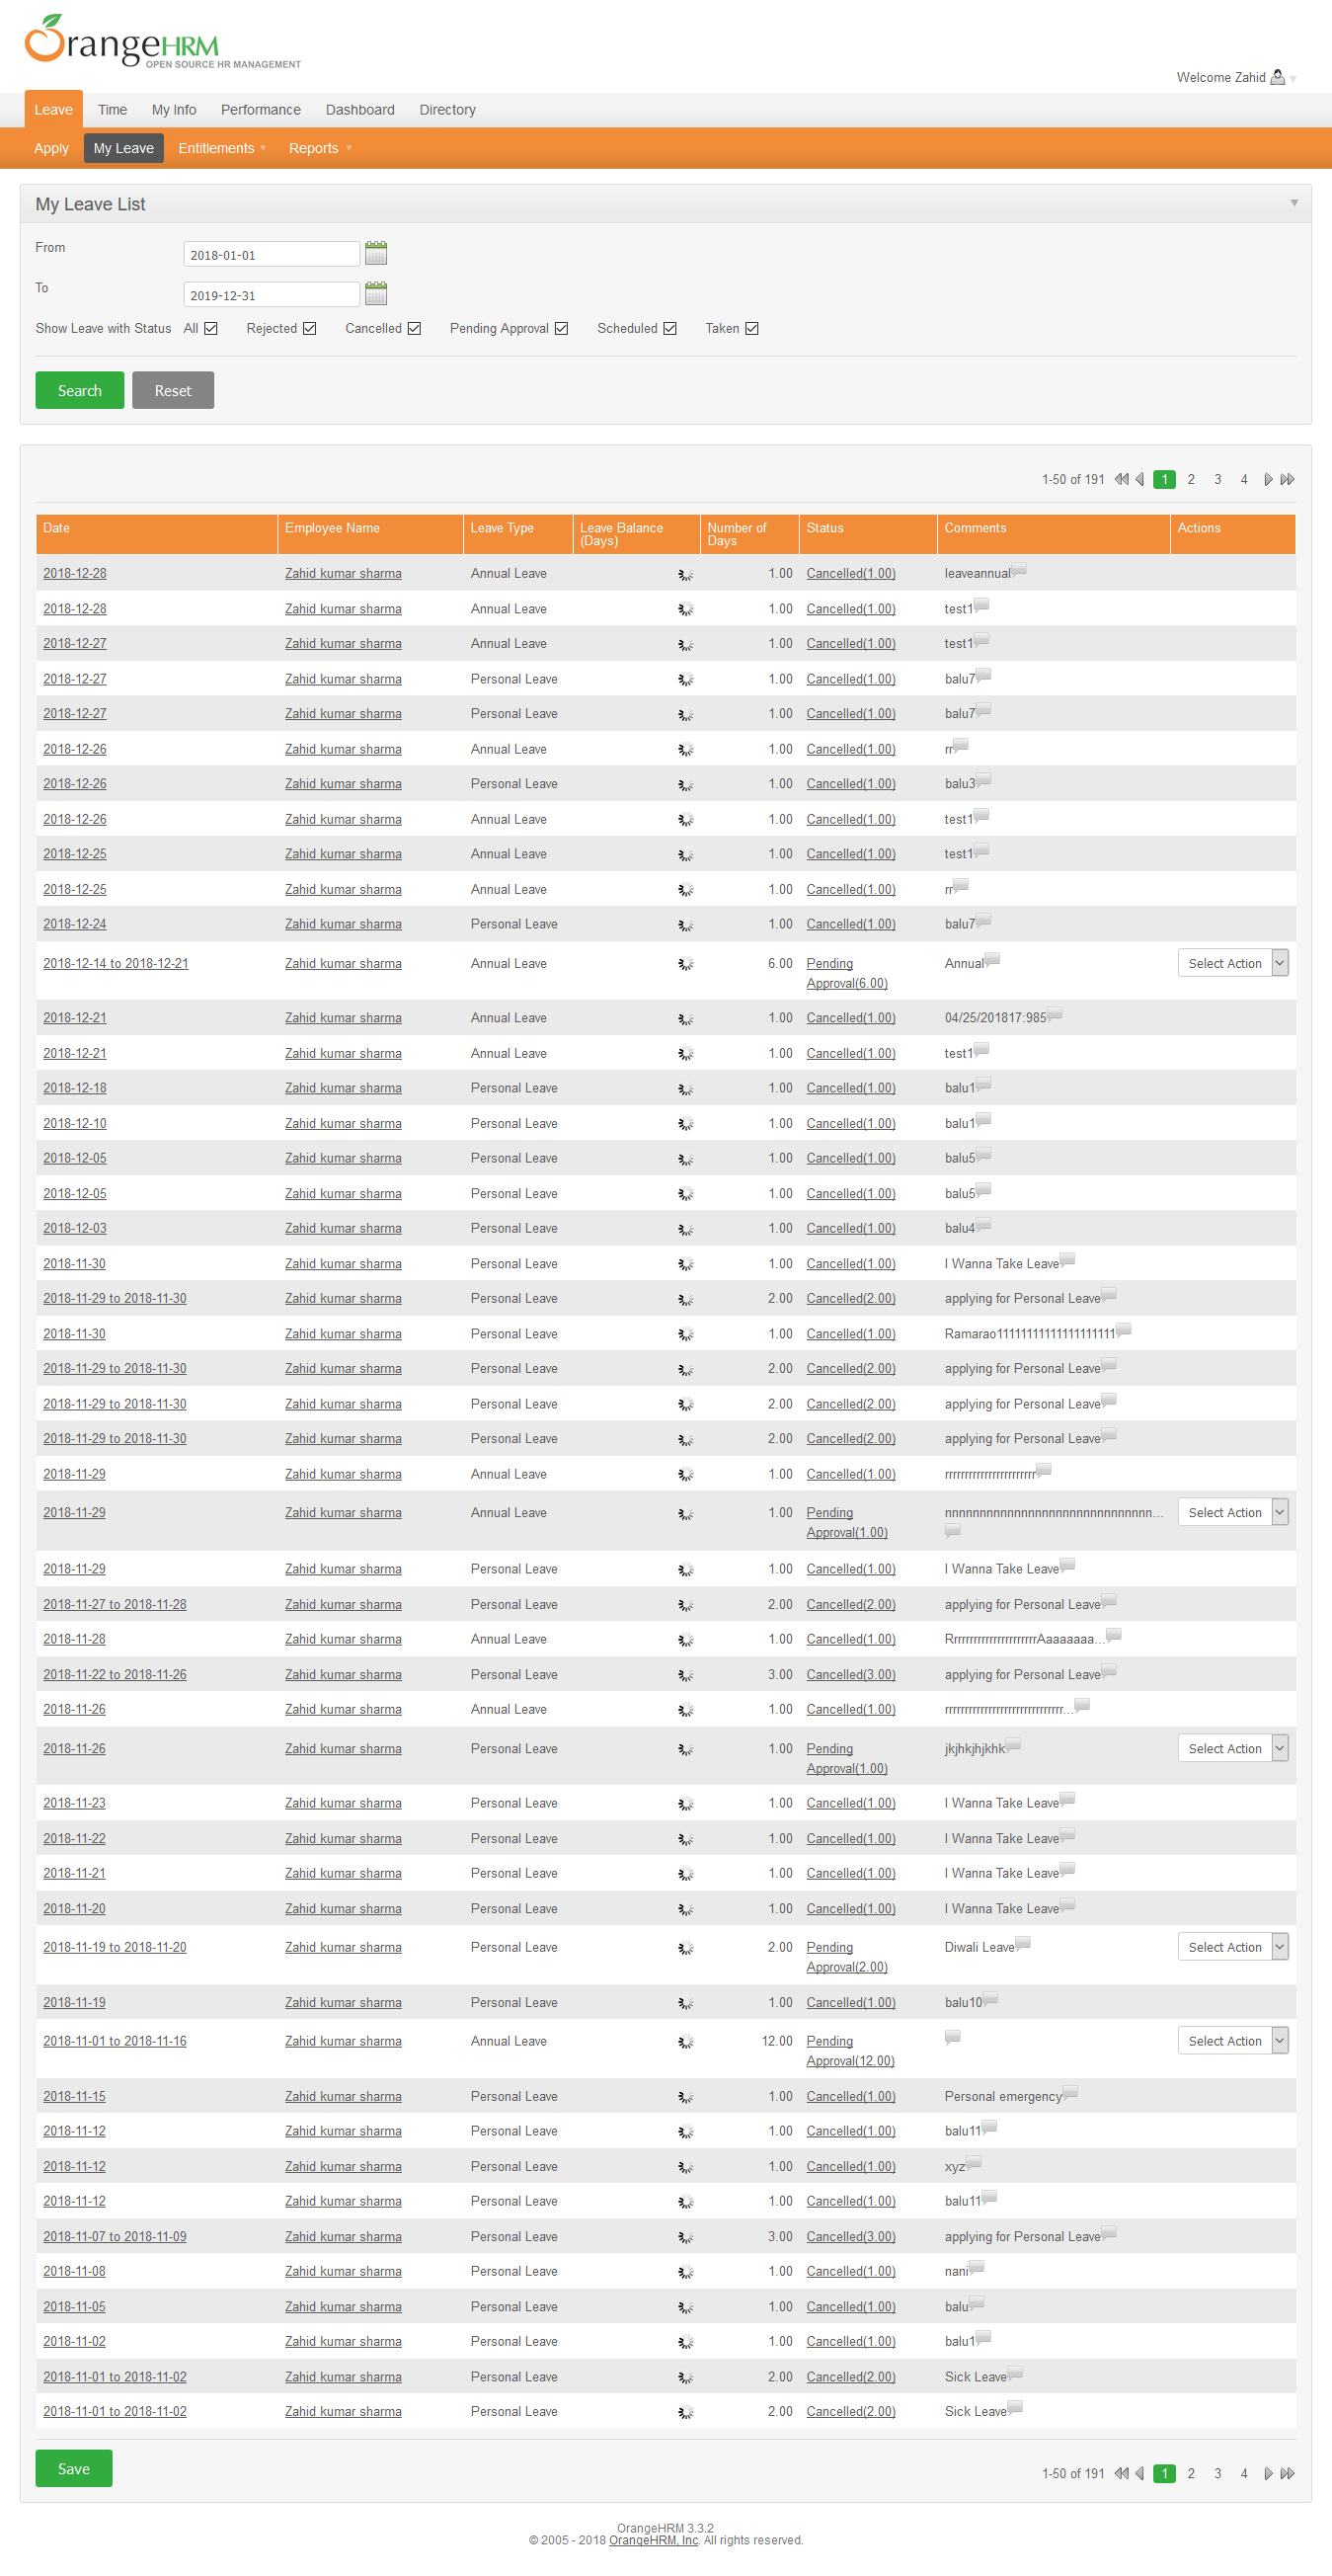 OrangeHRM
OPEN SOURCE HR MANAGEMENT
Welcome Zahid
Leave Time My Info Performance Dashboard Directory
Apply My Leave Entitlements Reports
My Leave List
From 2018-01-01
To 2019-12-31
Show Leave with Status All Rejected Cancelled Pending Approval Scheduled Taken
Search Reset
1-50 of 191 1 2 3 4
Date Employee Name Leave Type Leave Balance (Days) Number of Days Status Comments Actions
2018-12-28 Zahid kumar sharma Annual Leave 1.00 Cancelled(1.00) leaveannual
2018-12-28 Zahid kumar sharma Annual Leave 1.00 Cancelled(1.00) test1
2018-12-27 Zahid kumar sharma Annual Leave 1.00 Cancelled(1.00) test1
2018-12-27 Zahid kumar sharma Personal Leave 1.00 Cancelled(1.00) balu7
2018-12-27 Zahid kumar sharma Personal Leave 1.00 Cancelled(1.00) balu7
2018-12-26 Zahid kumar sharma Annual Leave 1.00 Cancelled(1.00) rr
2018-12-26 Zahid kumar sharma Personal Leave 1.00 Cancelled(1.00) balu3
2018-12-26 Zahid kumar sharma Annual Leave 1.00 Cancelled(1.00) test1
2018-12-25 Zahid kumar sharma Annual Leave 1.00 Cancelled(1.00) test1
2018-12-25 Zahid kumar sharma Annual Leave 1.00 Cancelled(1.00) rr
2018-12-24 Zahid kumar sharma Personal Leave 1.00 Cancelled(1.00) balu7
2018-12-14 to 2018-12-21 Zahid kumar sharma Annual Leave 6.00 Pending Approval(6.00) Annual Select Action
2018-12-21 Zahid kumar sharma Annual Leave 1.00 Cancelled(1.00) 04/25/201817:985
2018-12-21 Zahid kumar sharma Annual Leave 1.00 Cancelled(1.00) test1
2018-12-18 Zahid kumar sharma Personal Leave 1.00 Cancelled(1.00) balu1
2018-12-10 Zahid kumar sharma Personal Leave 1.00 Cancelled(1.00) balu1
2018-12-05 Zahid kumar sharma Personal Leave 1.00 Cancelled(1.00) balu5
2018-12-05 Zahid kumar sharma Personal Leave 1.00 Cancelled(1.00) balu5
2018-12-03 Zahid kumar sharma Personal Leave 1.00 Cancelled(1.00) balu4
2018-11-30 Zahid kumar sharma Personal Leave 1.00 Cancelled(1.00) I Wanna Take Leave
2018-11-29 to 2018-11-30 Zahid kumar sharma Personal Leave 2.00 Cancelled(2.00) applying for Personal Leave
2018-11-30 Zahid kumar sharma Personal Leave 1.00 Cancelled(1.00) Ramarao11111111111111111111
2018-11-29 to 2018-11-30 Zahid kumar sharma Personal Leave 2.00 Cancelled(2.00) applying for Personal Leave
2018-11-29 to 2018-11-30 Zahid kumar sharma Personal Leave 2.00 Cancelled(2.00) applying for Personal Leave
2018-11-29 to 2018-11-30 Zahid kumar sharma Personal Leave 2.00 Cancelled(2.00) applying for Personal Leave
2018-11-29 Zahid kumar sharma Annual Leave 1.00 Cancelled(1.00) rrrrrrrrrrrrrrrrrrrrrrr
2018-11-29 Zahid kumar sharma Annual Leave 1.00 Pending Approval(1.00) nnnnnnnnnnnnnnnnnnnnnnnnnnnnnn... Select Action
2018-11-29 Zahid kumar sharma Personal Leave 1.00 Cancelled(1.00) I Wanna Take Leave
2018-11-27 to 2018-11-28 Zahid kumar sharma Personal Leave 2.00 Cancelled(2.00) applying for Personal Leave
2018-11-28 Zahid kumar sharma Annual Leave 1.00 Cancelled(1.00) RrrrrrrrrrrrrrrrrrrrrrAaaaaaaa...
2018-11-22 to 2018-11-26 Zahid kumar sharma Personal Leave 3.00 Cancelled(3.00) applying for Personal Leave
2018-11-26 Zahid kumar sharma Annual Leave 1.00 Cancelled(1.00) rrrrrrrrrrrrrrrrrrrrrrrrrrrrrr...
2018-11-26 Zahid kumar sharma Personal Leave 1.00 Pending Approval(1.00) jkjhkjhjkhk Select Action
2018-11-23 Zahid kumar sharma Personal Leave 1.00 Cancelled(1.00) I Wanna Take Leave
2018-11-22 Zahid kumar sharma Personal Leave 1.00 Cancelled(1.00) I Wanna Take Leave
2018-11-21 Zahid kumar sharma Personal Leave 1.00 Cancelled(1.00) I Wanna Take Leave
2018-11-20 Zahid kumar sharma Personal Leave 1.00 Cancelled(1.00) I Wanna Take Leave
2018-11-19 to 2018-11-20 Zahid kumar sharma Personal Leave 2.00 Pending Approval(2.00) Diwali Leave Select Action
2018-11-19 Zahid kumar sharma Personal Leave 1.00 Cancelled(1.00) balu10
2018-11-01 to 2018-11-16 Zahid kumar sharma Annual Leave 12.00 Pending Approval(12.00) Select Action
2018-11-15 Zahid kumar sharma Personal Leave 1.00 Cancelled(1.00) Personal emergency
2018-11-12 Zahid kumar sharma Personal Leave 1.00 Cancelled(1.00) balu11
2018-11-12 Zahid kumar sharma Personal Leave 1.00 Cancelled(1.00) xyz
2018-11-12 Zahid kumar sharma Personal Leave 1.00 Cancelled(1.00) balu11
2018-11-07 to 2018-11-09 Zahid kumar sharma Personal Leave 3.00 Cancelled(3.00) applying for Personal Leave
2018-11-08 Zahid kumar sharma Personal Leave 1.00 Cancelled(1.00) nani
2018-11-05 Zahid kumar sharma Personal Leave 1.00 Cancelled(1.00) balu
2018-11-02 Zahid kumar sharma Personal Leave 1.00 Cancelled(1.00) balu1
2018-11-01 to 2018-11-02 Zahid kumar sharma Personal Leave 2.00 Cancelled(2.00) Sick Leave
2018-11-01 to 2018-11-02 Zahid kumar sharma Personal Leave 2.00 Cancelled(2.00) Sick Leave
Save 1-50 of 191 1 2 3 4
OrangeHRM 3.3.2
© 2005 - 2018 OrangeHRM, Inc. All rights reserved.